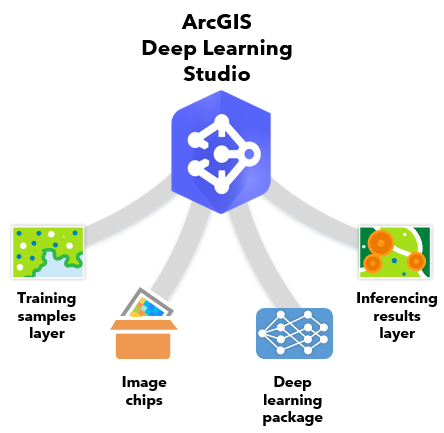 ArcGIS
Deep Learning
Studio
Training
samples
layer
Image
chips
Deep
learning
package
Inferencing
results
layer